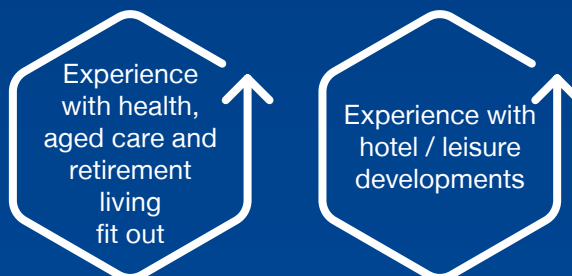 Experience
with health,
aged care and
retirement
living
fit out
Experience with
hotel / leisure
developments